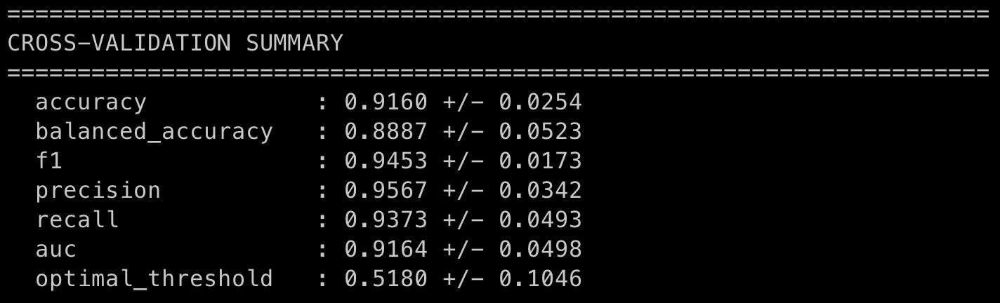 ======================================================================
CROSS-VALIDATION SUMMARY
======================================================================
  accuracy            : 0.9160 +/- 0.0254
  balanced_accuracy   : 0.8887 +/- 0.0523
  f1                  : 0.9453 +/- 0.0173
  precision           : 0.9567 +/- 0.0342
  recall              : 0.9373 +/- 0.0493
  auc                 : 0.9164 +/- 0.0498
  optimal_threshold   : 0.5180 +/- 0.1046